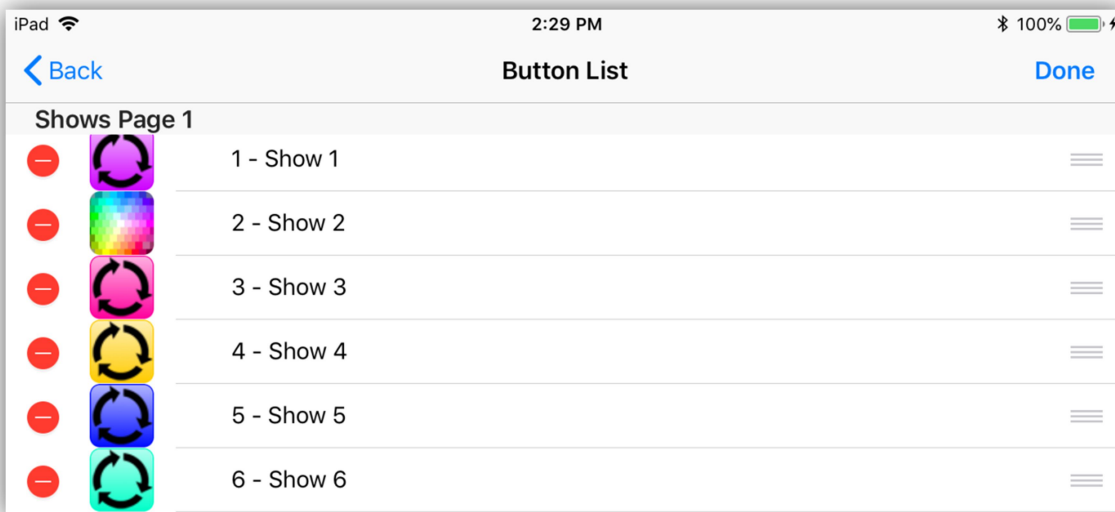 iPad 2:29 PM 100%
Back Button List Done
Shows Page 1
1 - Show 1
2 - Show 2
3 - Show 3
4 - Show 4
5 - Show 5
6 - Show 6